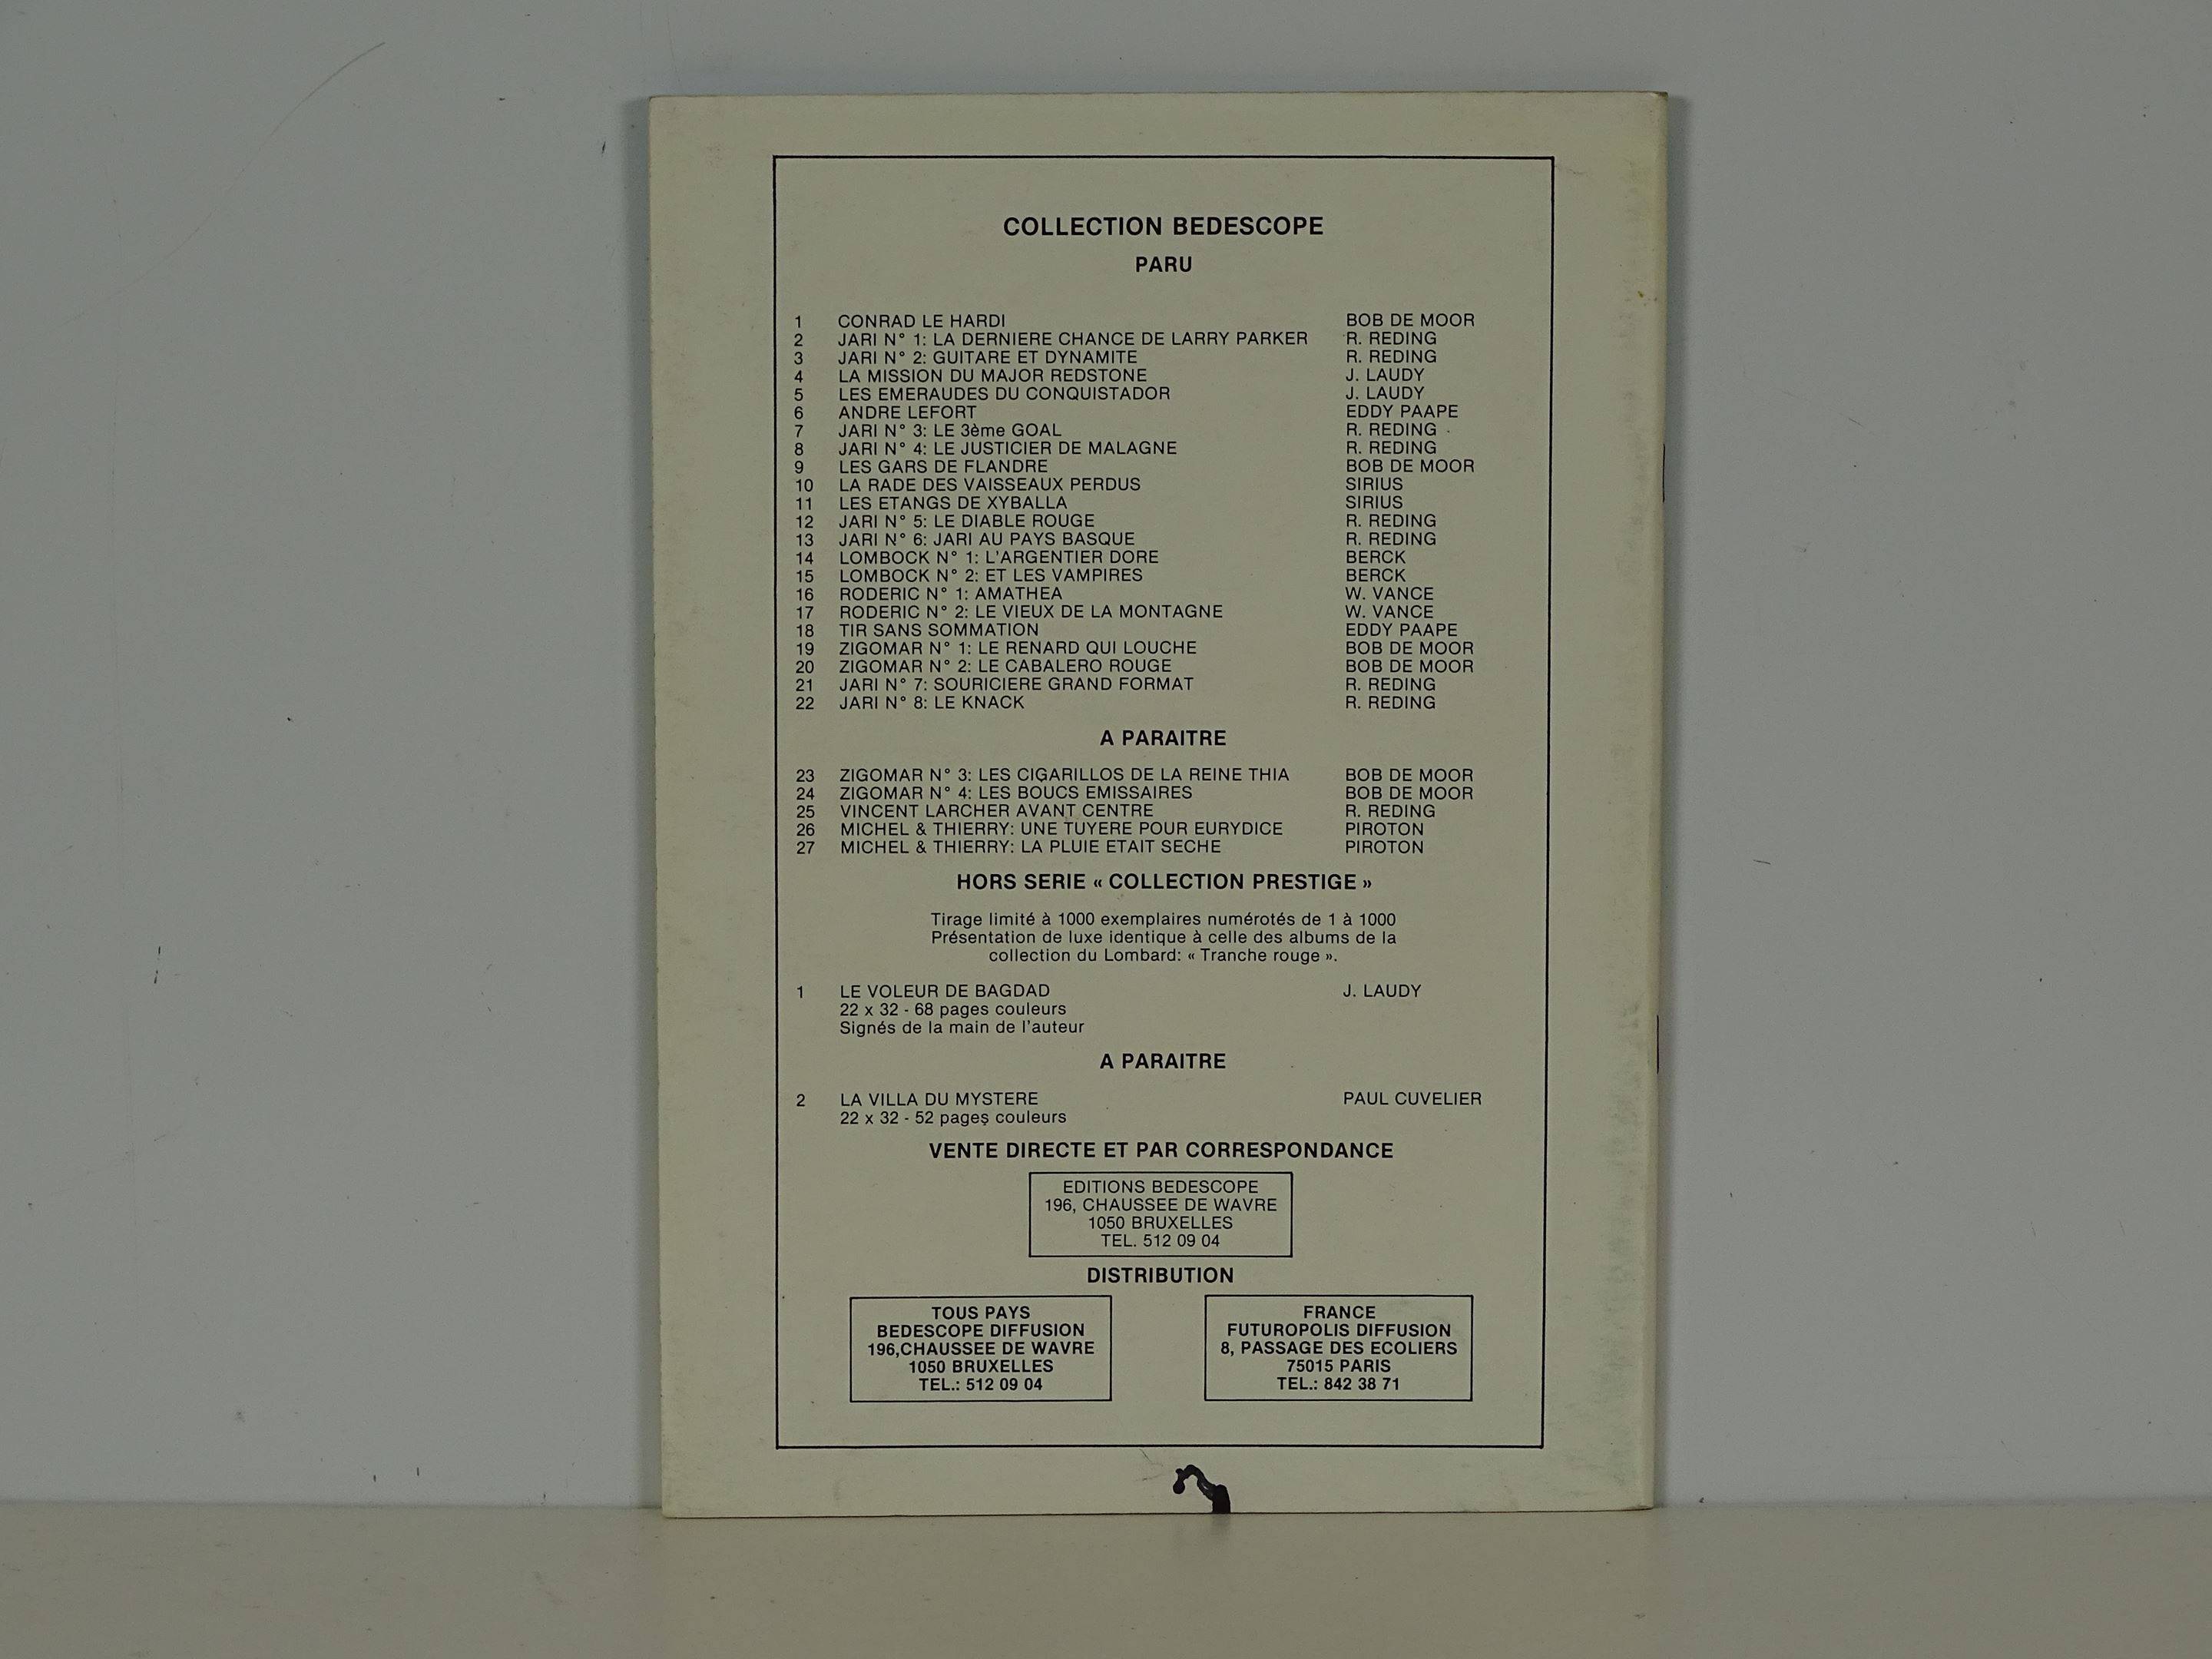 COLLECTION BEDESCOPE
PARU
1 CONRAD LE HARDI BOB DE MOOR
2 JARI N° 1: LA DERNIERE CHANCE DE LARRY PARKER R. REDING
3 JARI N° 2: GUITARE ET DYNAMITE R. REDING
4 LA MISSION DU MAJOR REDSTONE J. LAUDY
5 LES EMERAUDES DU CONQUISTADOR J. LAUDY
6 ANDRE LEFORT EDDY PAAPE
7 JARI N° 3: LE 3ème GOAL R. REDING
8 JARI N° 4: LE JUSTICIER DE MALAGNE R. REDING
9 LES GARS DE FLANDRE BOB DE MOOR
10 LA RADE DES VAISSEAUX PERDUS SIRIUS
11 LES ETANGS DE XYBALLA SIRIUS
12 JARI N° 5: LE DIABLE ROUGE R. REDING
13 JARI N° 6: JARI AU PAYS BASQUE R. REDING
14 LOMBOCK N° 1: L'ARGENTIER DORE BERCK
15 LOMBOCK N° 2: ET LES VAMPIRES BERCK
16 RODERIC N° 1: AMATHEA W. VANCE
17 RODERIC N° 2: LE VIEUX DE LA MONTAGNE W. VANCE
18 TIR SANS SOMMATION EDDY PAAPE
19 ZIGOMAR N° 1: LE RENARD QUI LOUCHE BOB DE MOOR
20 ZIGOMAR N° 2: LE CABALERO ROUGE BOB DE MOOR
21 JARI N° 7: SOURICIERE GRAND FORMAT R. REDING
22 JARI N° 8: LE KNACK R. REDING
A PARAITRE
23 ZIGOMAR N° 3: LES CIGARILLOS DE LA REINE THIA BOB DE MOOR
24 ZIGOMAR N° 4: LES BOUCS EMISSAIRES BOB DE MOOR
25 VINCENT LARCHER AVANT CENTRE R. REDING
26 MICHEL & THIERRY: UNE TUYERE POUR EURYDICE PIROTON
27 MICHEL & THIERRY: LA PLUIE ETAIT SECHE PIROTON
HORS SERIE « COLLECTION PRESTIGE »
Tirage limité à 1000 exemplaires numérotés de 1 à 1000
Présentation de luxe identique à celle des albums de la
collection du Lombard: « Tranche rouge ».
1 LE VOLEUR DE BAGDAD J. LAUDY
22 x 32 - 68 pages couleurs
Signés de la main de l'auteur
A PARAITRE
2 LA VILLA DU MYSTERE PAUL CUVELIER
22 x 32 - 52 pages couleurs
VENTE DIRECTE ET PAR CORRESPONDANCE
EDITIONS BEDESCOPE
196, CHAUSSEE DE WAVRE
1050 BRUXELLES
TEL. 512 09 04
DISTRIBUTION
TOUS PAYS
BEDESCOPE DIFFUSION
196,CHAUSSEE DE WAVRE
1050 BRUXELLES
TEL.: 512 09 04
FRANCE
FUTUROPOLIS DIFFUSION
8, PASSAGE DES ECOLIERS
75015 PARIS
TEL.: 842 38 71